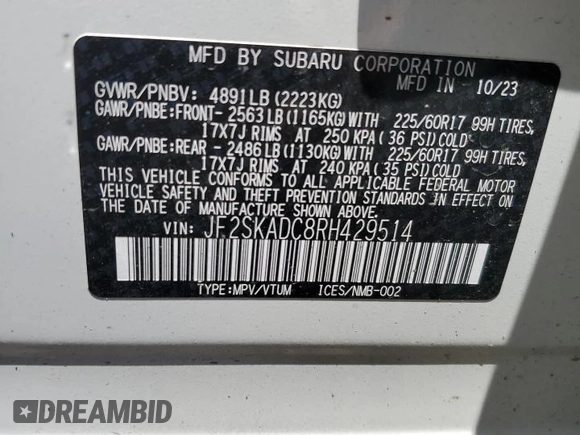 MFD BY SUBARU CORPORATION
MFD IN 10/23
GVWR/PNBV: 4891LB(2223KG)
GAWR/PNBE:FRONT- 2563LB(1165KG)WITH 225/60R17 99H TIRES,
17X7J RIMS AT 250 KPA( 36 PSI)COLD
GAWR/PNBE:REAR -2486LB(1130KG)WITH 225/60R17 99H TIRES,
17X7J RIMS AT 240 KPA( 35 PSI)COLD
THIS VEHICLE CONFORMS TO ALL APPLICABLE FEDERAL MOTOR
VEHICLE SAFETY AND THEFT PREVENTION STANDARDS IN EFFECT ON
THE DATE OF MANUFACTURE SHOWN ABOVE.
VIN: JF2SKADC8RH429514
TYPE:MPV/VTUM ICES/NMB-002
DREAMBID